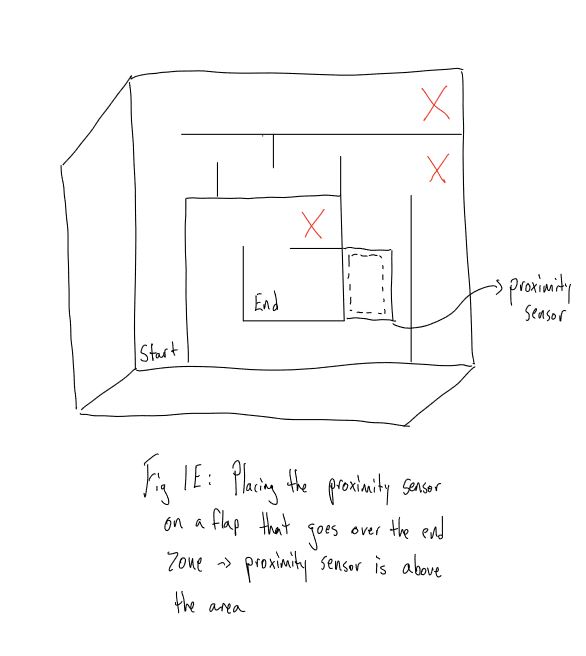 X
X
X
End
proximity
sensor
Start
Fig 1E: Placing the proximity sensor
on a flap that goes over the end
zone -> proximity sensor is above
the area